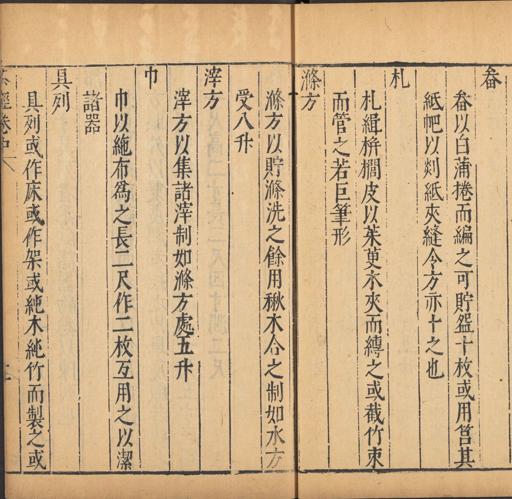 畚
畚以白蒲捲而編之可貯盌十枚或用筥其
紙帊以剡紙夾縫令方亦十之也
札
札緝栟櫚皮以茱萸木夾而縛之或截竹束
而管之若巨筆形
滌方
滌方以貯滌洗之餘用楸木合之制如水方
受八升
滓方
滓方以集諸滓制如滌方處五升
巾
巾以絁布為之長二尺作二枚互用之以潔
諸器
具列
具列或作床或作架或純木純竹而製之或
茶經卷中